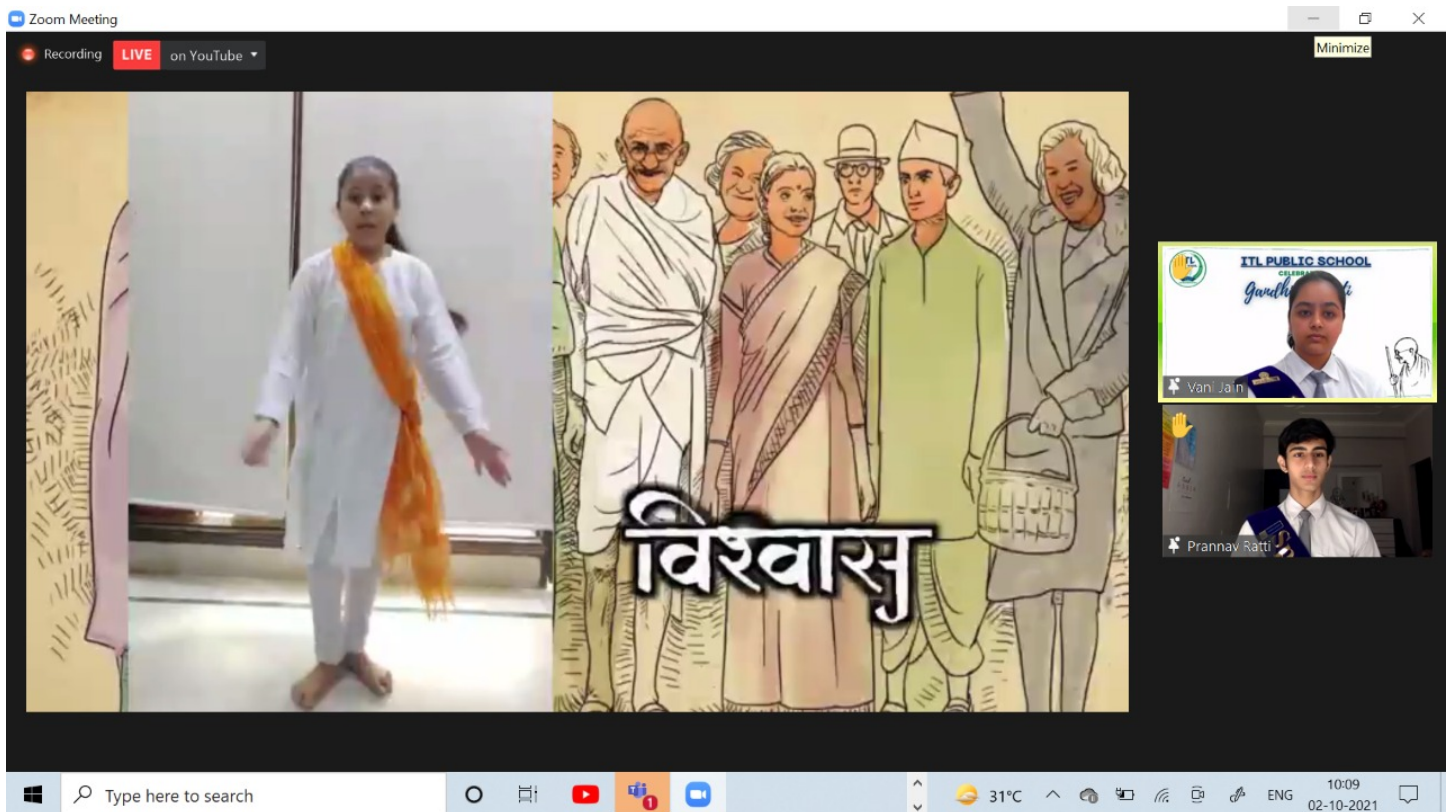 Zoom Meeting
Minimize
Recording
LIVE
on YouTube
विश्वास
ITL PUBLIC SCHOOL
Vani Jain
Prannav Ratti
Type here to search
1
31°C
ENG
10:09
02-10-2021